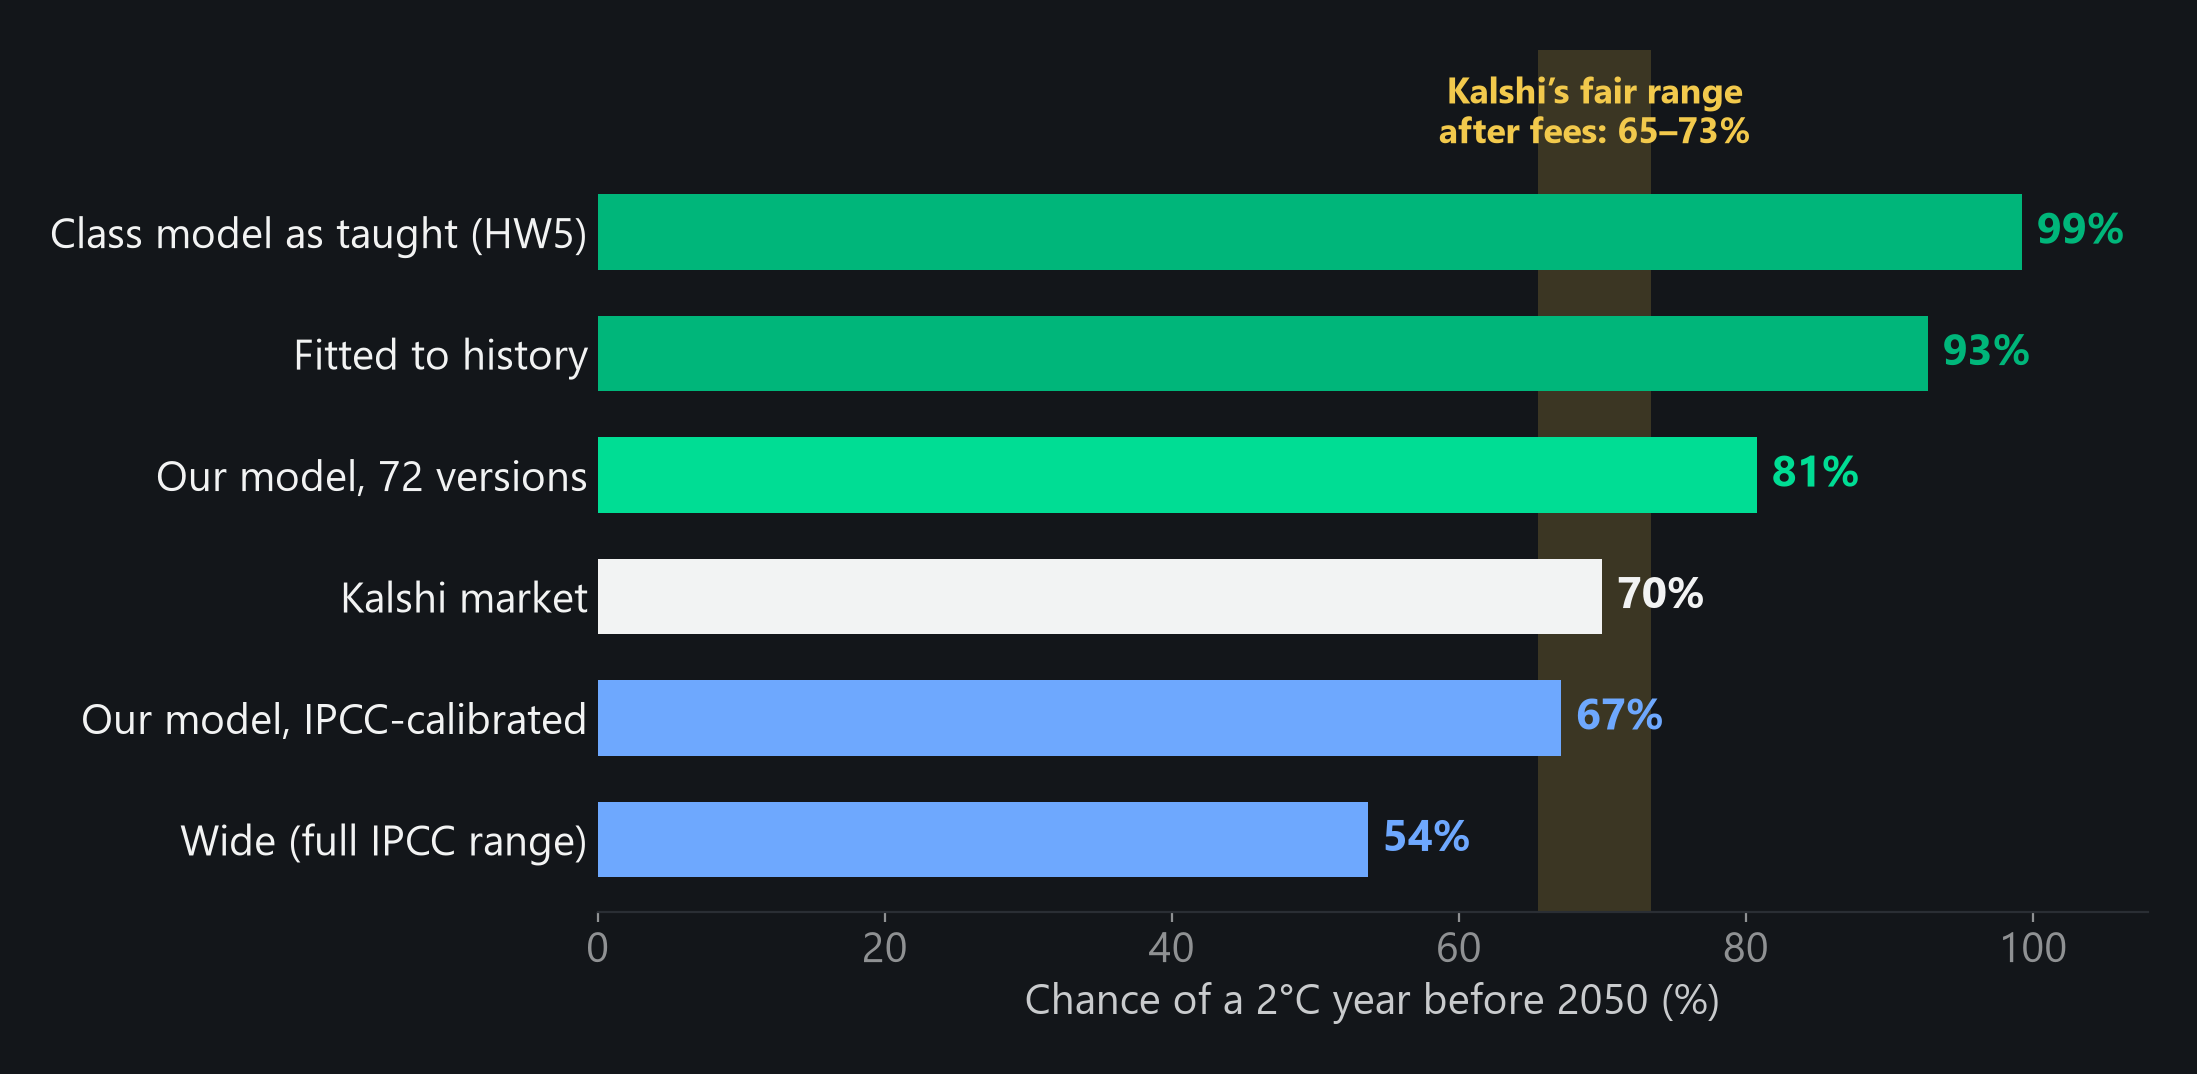 Kalshi’s fair range
after fees: 65–73%
Class model as taught (HW5)
99%
Fitted to history
93%
Our model, 72 versions
81%
Kalshi market
70%
Our model, IPCC-calibrated
67%
Wide (full IPCC range)
54%
0 20 40 60 80 100
Chance of a 2°C year before 2050 (%)